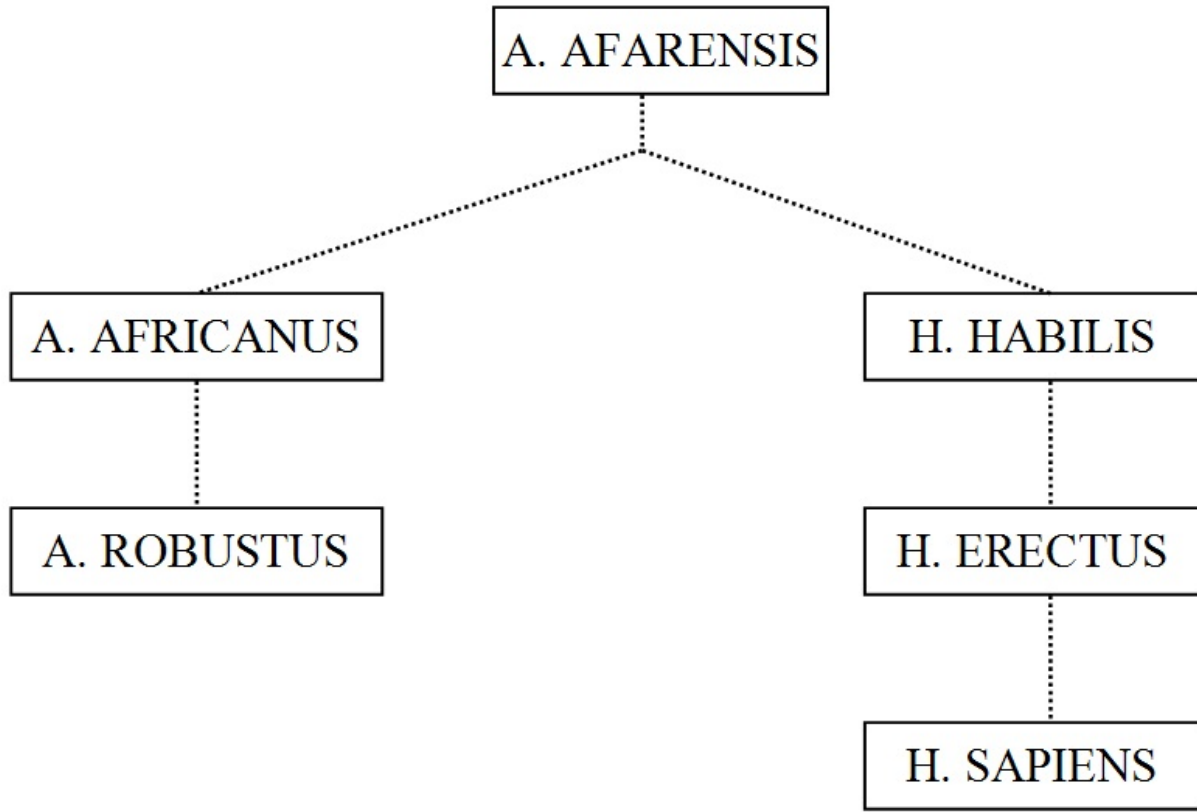 A. AFARENSIS
A. AFRICANUS
H. HABILIS
A. ROBUSTUS
H. ERECTUS
H. SAPIENS